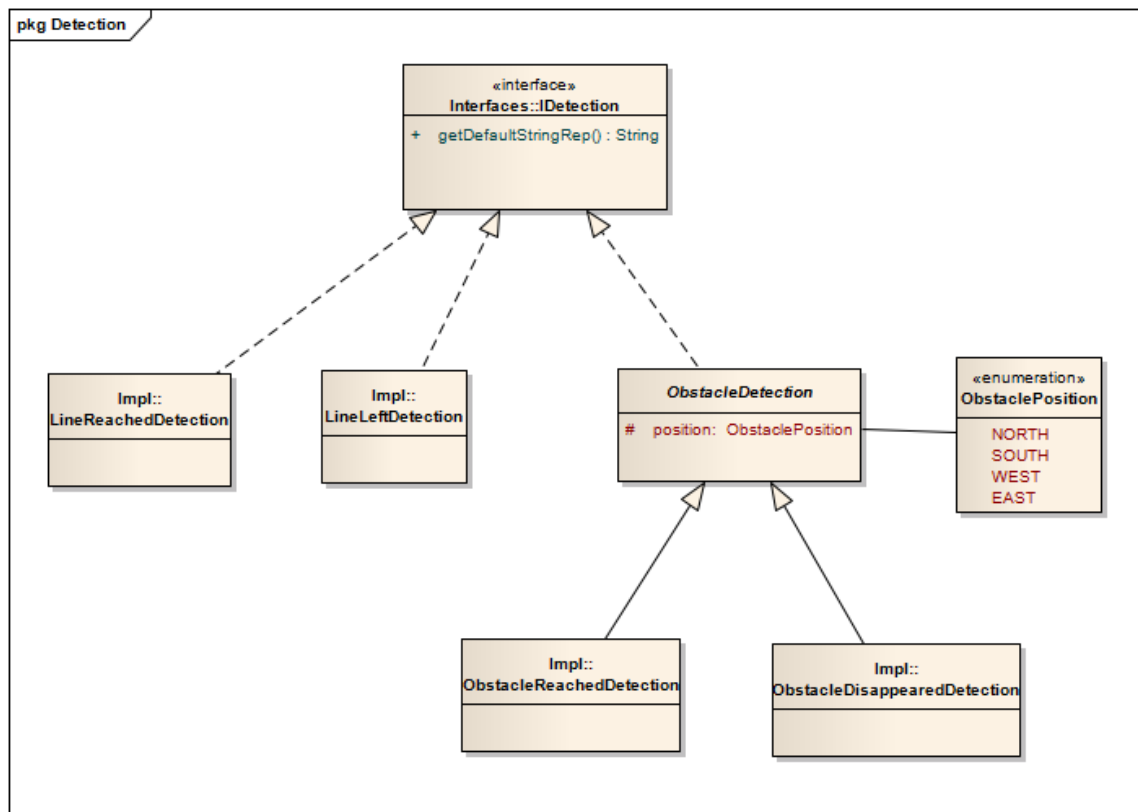 pkg Detection
«interface»
Interfaces::IDetection
+ getDefaultStringRep() : String
Impl::
LineReachedDetection
Impl::
LineLeftDetection
ObstacleDetection
# position: ObstaclePosition
«enumeration»
ObstaclePosition
NORTH
SOUTH
WEST
EAST
Impl::
ObstacleReachedDetection
Impl::
ObstacleDisappearedDetection